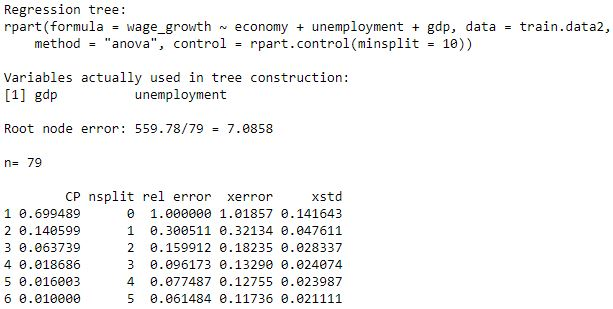 Regression tree:
rpart(formula = wage_growth ~ economy + unemployment + gdp, data = train.data2,
    method = "anova", control = rpart.control(minsplit = 10))

Variables actually used in tree construction:
[1] gdp          unemployment

Root node error: 559.78/79 = 7.0858

n= 79

        CP nsplit rel error  xerror     xstd
1 0.699489      0  1.000000 1.01857 0.141643
2 0.140599      1  0.300511 0.32134 0.047611
3 0.063739      2  0.159912 0.18235 0.028337
4 0.018686      3  0.096173 0.13290 0.024074
5 0.016003      4  0.077487 0.12755 0.023987
6 0.010000      5  0.061484 0.11736 0.021111